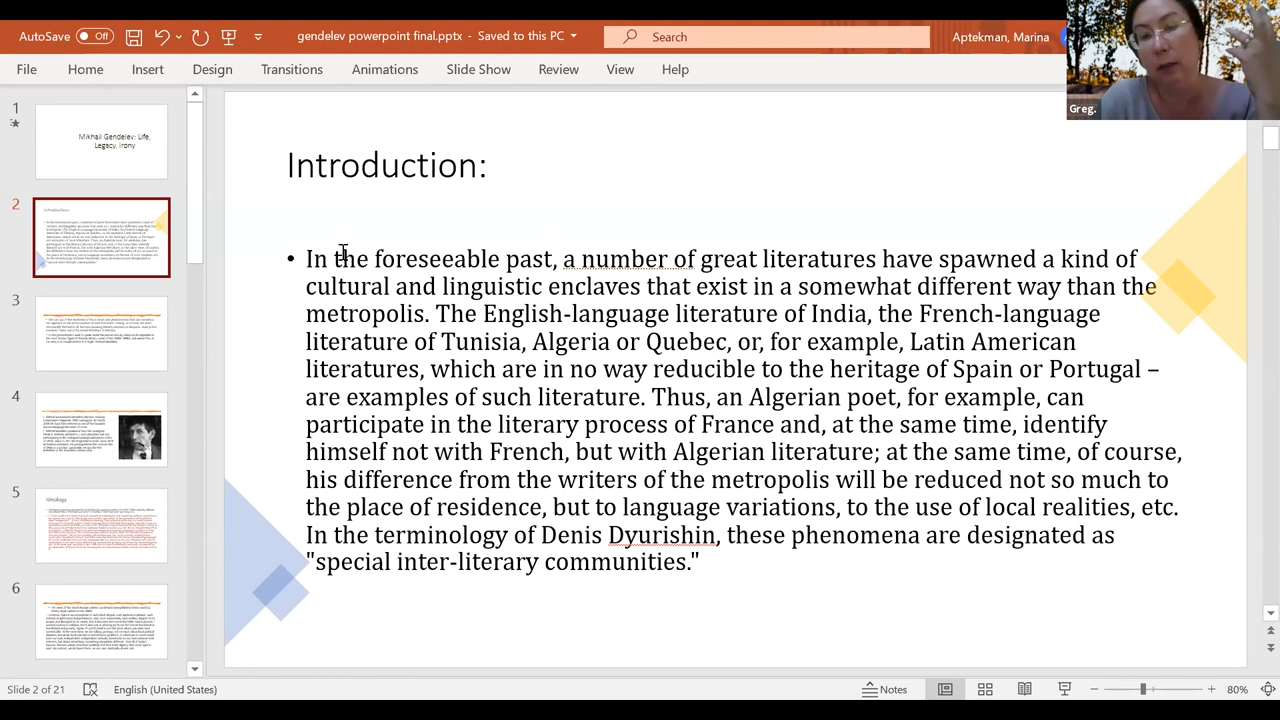 AutoSave Off gendelev powerpoint final.pptx - Saved to this PC Search Aptekman, Marina
File Home Insert Design Transitions Animations Slide Show Review View Help
Greg.
1
Mikhail Gendelev: Life,
Legacy, Irony
2
3
4
5
Ideology
6
Introduction:
• In the foreseeable past, a number of great literatures have spawned a kind of
cultural and linguistic enclaves that exist in a somewhat different way than the
metropolis. The English-language literature of India, the French-language
literature of Tunisia, Algeria or Quebec, or, for example, Latin American
literatures, which are in no way reducible to the heritage of Spain or Portugal –
are examples of such literature. Thus, an Algerian poet, for example, can
participate in the literary process of France and, at the same time, identify
himself not with French, but with Algerian literature; at the same time, of course,
his difference from the writers of the metropolis will be reduced not so much to
the place of residence, but to language variations, to the use of local realities, etc.
In the terminology of Denis Dyurishin, these phenomena are designated as
"special inter-literary communities."
Slide 2 of 21 English (United States) Notes 80%